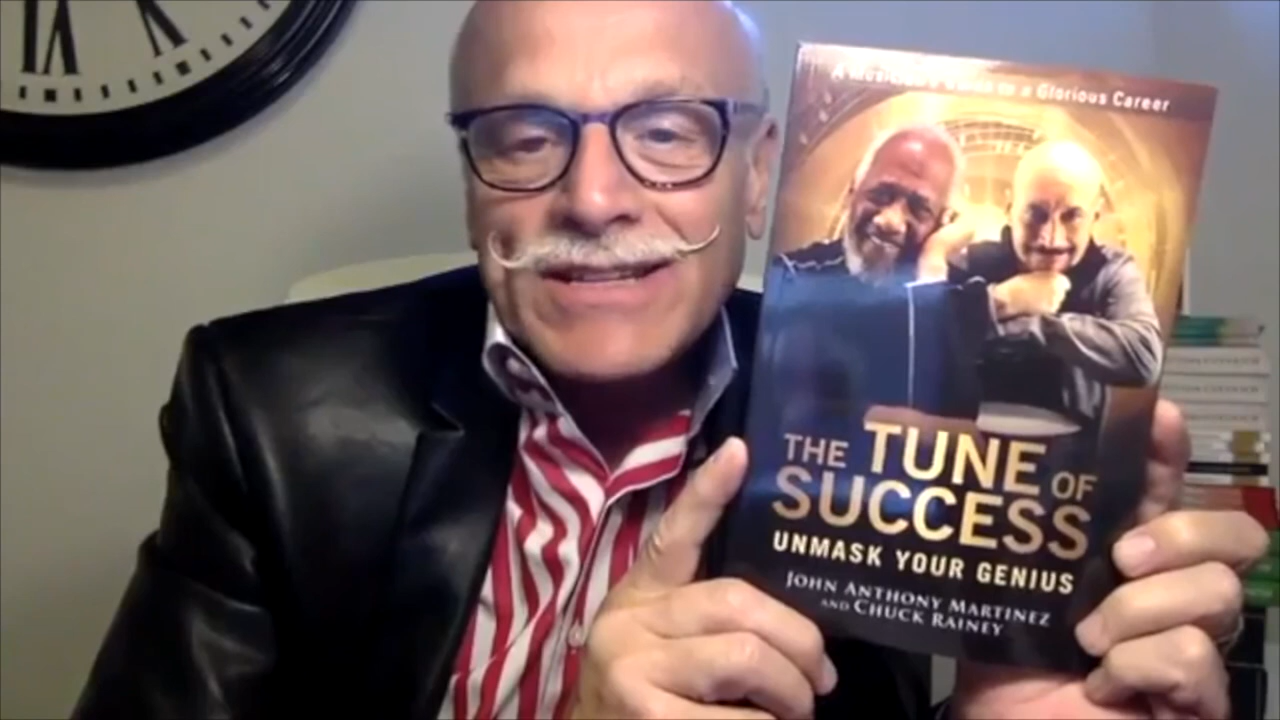 A Musician's Guide to a Glorious Career
THE TUNE OF
SUCCESS
UNMASK YOUR GENIUS
JOHN ANTHONY MARTINEZ
AND CHUCK RAINEY